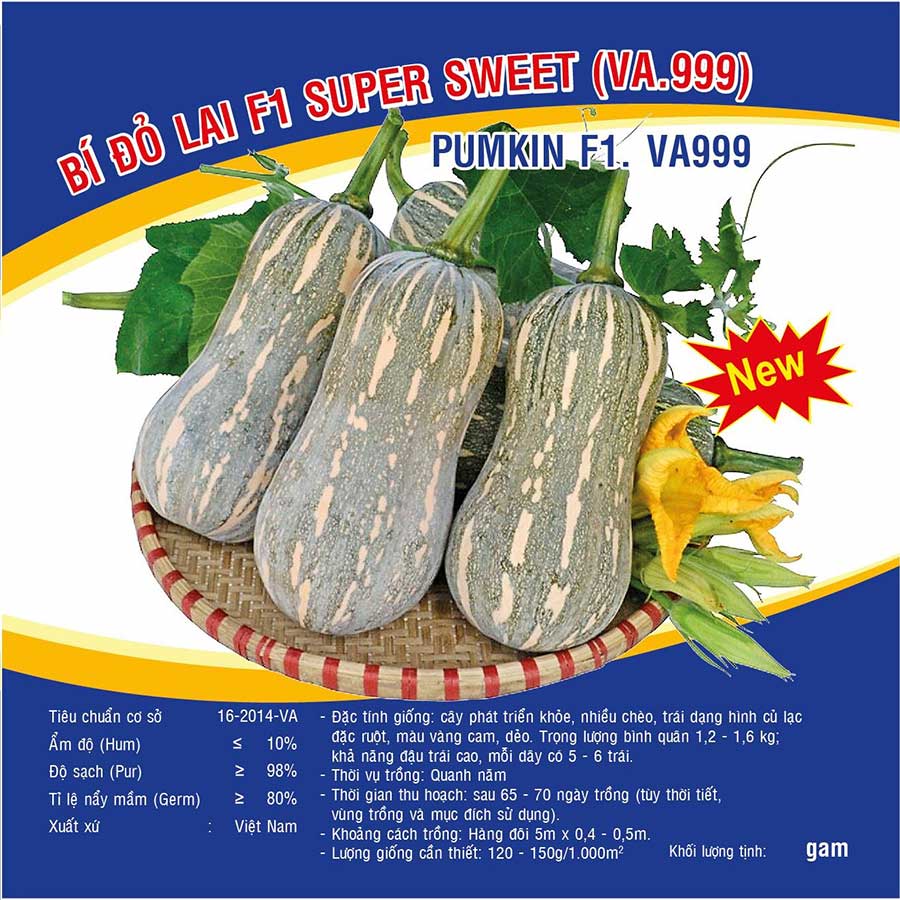 BÍ ĐỎ LAI F1 SUPER SWEET (VA.999)
PUMKIN F1. VA999
New
Tiêu chuẩn cơ sở 16-2014-VA
Ẩm độ (Hum) ≤ 10%
Độ sạch (Pur) ≥ 98%
Tỉ lệ nẩy mầm (Germ) ≥ 80%
Xuất xứ : Việt Nam
- Đặc tính giống: cây phát triển khỏe, nhiều chèo, trái dạng hình củ lạc
đặc ruột, màu vàng cam, dẻo. Trọng lượng bình quân 1,2 - 1,6 kg;
khả năng đậu trái cao, mỗi dây có 5 - 6 trái.
- Thời vụ trồng: Quanh năm
- Thời gian thu hoạch: sau 65 - 70 ngày trồng (tùy thời tiết,
vùng trồng và mục đích sử dụng).
- Khoảng cách trồng: Hàng đôi 5m x 0,4 - 0,5m.
- Lượng giống cần thiết: 120 - 150g/1.000m²
Khối lượng tịnh: gam